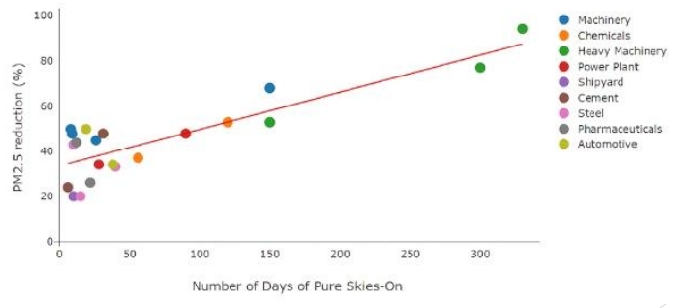 100
80
60
40
20
0
0 50 100 150 200 250 300
PM2.5 reduction (%)
Number of Days of Pure Skies-On
Machinery
Chemicals
Heavy Machinery
Power Plant
Shipyard
Cement
Steel
Pharmaceuticals
Automotive